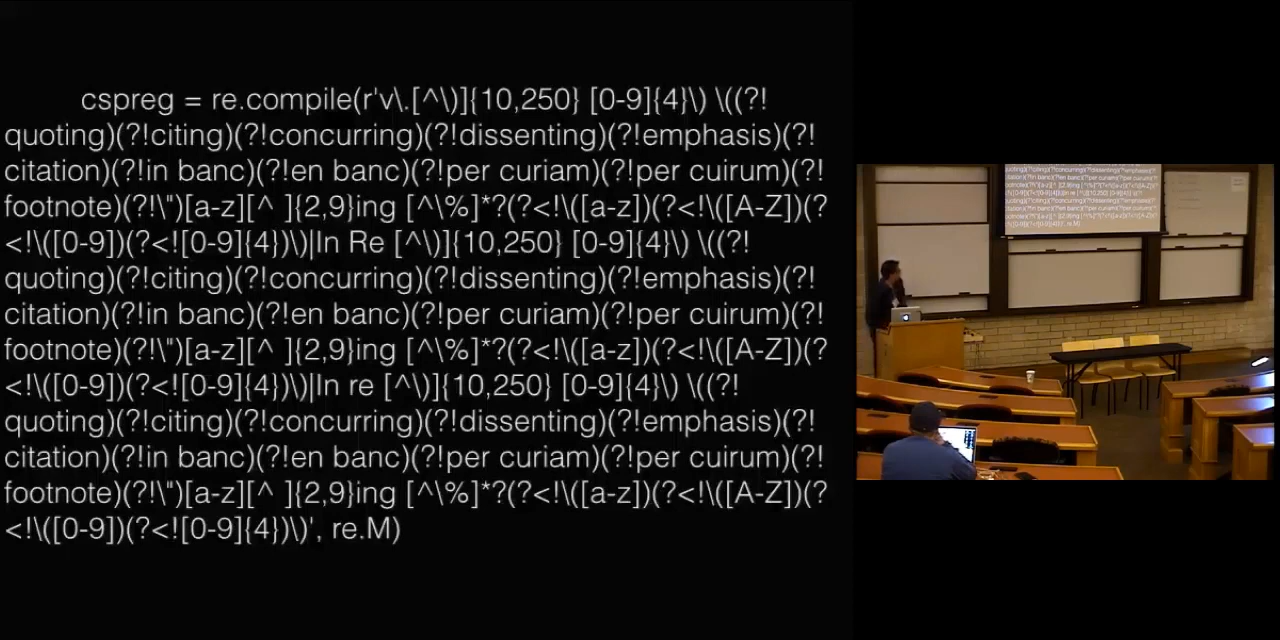 cspreg = re.compile(r'v\.[^\)]{10,250} [0-9]{4}\) \((?!
quoting)(?!citing)(?!concurring)(?!dissenting)(?!emphasis)(?!
citation)(?!in banc)(?!en banc)(?!per curiam)(?!per cuirum)(?!
footnote)(?!\")[a-z][^ ]{2,9}ing [^\%]*?(?<!\([a-z])(?<!\([A-Z])(?
<!\([0-9])(?<![0-9]{4})\)|In Re [^\)]{10,250} [0-9]{4}\) \((?!
quoting)(?!citing)(?!concurring)(?!dissenting)(?!emphasis)(?!
citation)(?!in banc)(?!en banc)(?!per curiam)(?!per cuirum)(?!
footnote)(?!\")[a-z][^ ]{2,9}ing [^\%]*?(?<!\([a-z])(?<!\([A-Z])(?
<!\([0-9])(?<![0-9]{4})\)|In re [^\)]{10,250} [0-9]{4}\) \((?!
quoting)(?!citing)(?!concurring)(?!dissenting)(?!emphasis)(?!
citation)(?!in banc)(?!en banc)(?!per curiam)(?!per cuirum)(?!
footnote)(?!\")[a-z][^ ]{2,9}ing [^\%]*?(?<!\([a-z])(?<!\([A-Z])(?
<!\([0-9])(?<![0-9]{4})\)', re.M)